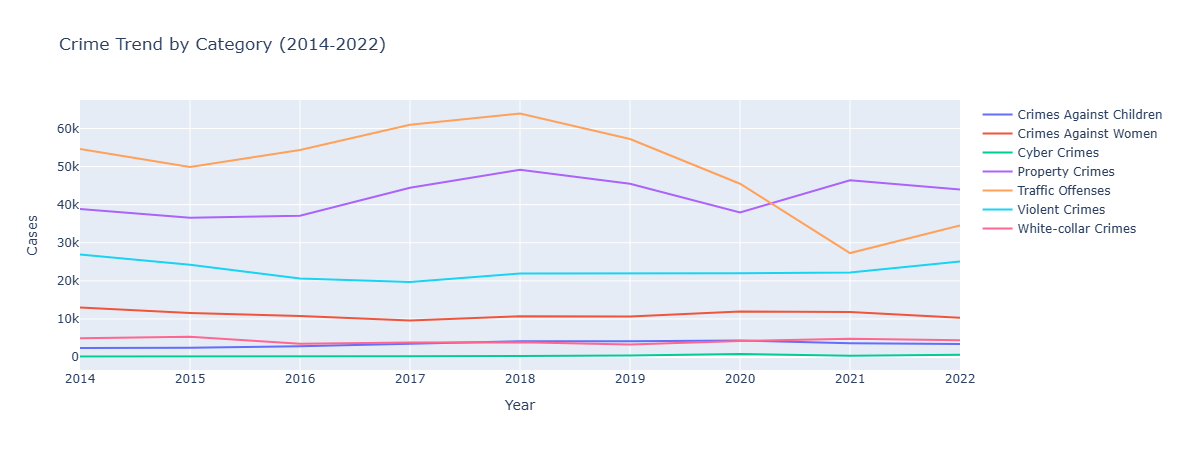 Crime Trend by Category (2014-2022)
60k
50k
40k
30k
20k
10k
0
Cases
2014
2015
2016
2017
2018
2019
2020
2021
2022
Year
Crimes Against Children
Crimes Against Women
Cyber Crimes
Property Crimes
Traffic Offenses
Violent Crimes
White-collar Crimes